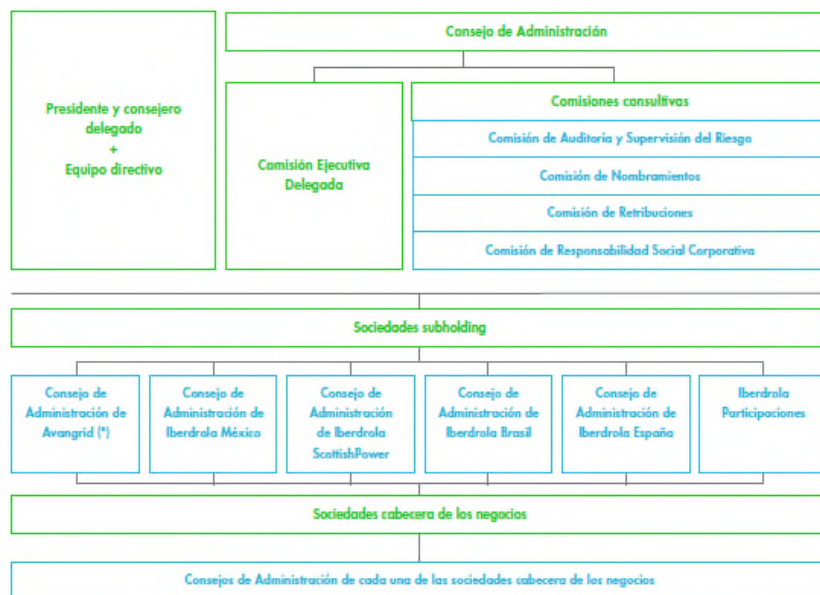 Consejo de Administración
Presidente y consejero
delegado
+
Equipo directivo
Comisión Ejecutiva
Delegada
Comisiones consultivas
Comisión de Auditoría y Supervisión del Riesgo
Comisión de Nombramientos
Comisión de Retribuciones
Comisión de Responsabilidad Social Corporativa
Sociedades subholding
Consejo de
Administración de
Avangrid (*)
Consejo de
Administración de
Iberdrola México
Consejo de
Administración
de Iberdrola
ScottishPower
Consejo de
Administración de
Iberdrola Brasil
Consejo de
Administración de
Iberdrola España
Iberdrola
Participaciones
Sociedades cabecera de los negocios
Consejos de Administración de cada una de las sociedades cabecera de los negocios